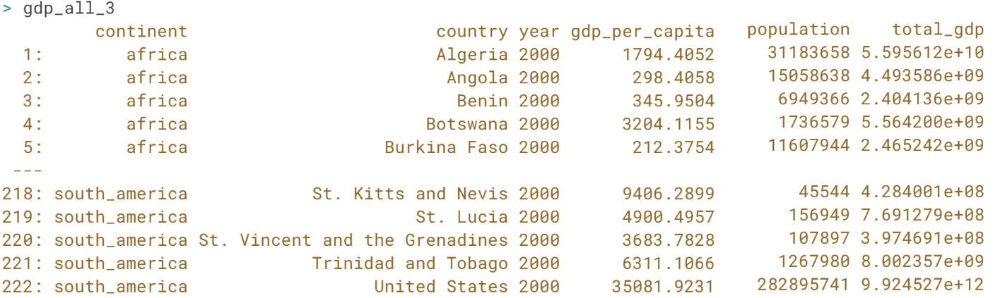 > gdp_all_3
continent country year gdp_per_capita population total_gdp
1: africa Algeria 2000 1794.4052 31183658 5.595612e+10
2: africa Angola 2000 298.4058 15058638 4.493586e+09
3: africa Benin 2000 345.9504 6949366 2.404136e+09
4: africa Botswana 2000 3204.1155 1736579 5.564200e+09
5: africa Burkina Faso 2000 212.3754 11607944 2.465242e+09
---
218: south_america St. Kitts and Nevis 2000 9406.2899 45544 4.284001e+08
219: south_america St. Lucia 2000 4900.4957 156949 7.691279e+08
220: south_america St. Vincent and the Grenadines 2000 3683.7828 107897 3.974691e+08
221: south_america Trinidad and Tobago 2000 6311.1066 1267980 8.002357e+09
222: south_america United States 2000 35081.9231 282895741 9.924527e+12